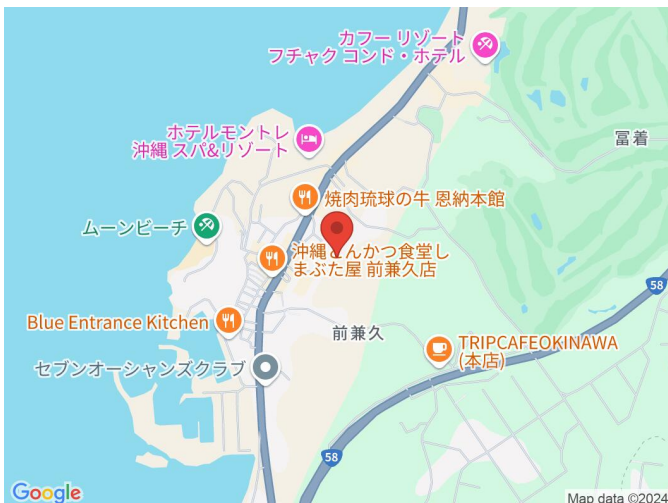 カフー リゾート
フチャク コンド・ホテル
冨着
ホテルモントレ
沖縄 スパ&リゾート
焼肉琉球の牛 恩納本館
ムーンビーチ
沖縄とんかつ食堂し
まぶた屋 前兼久店
58
Blue Entrance Kitchen
前兼久
TRIPCAFEOKINAWA
(本店)
セブンオーシャンズクラブ
58
Google
Map data ©2024